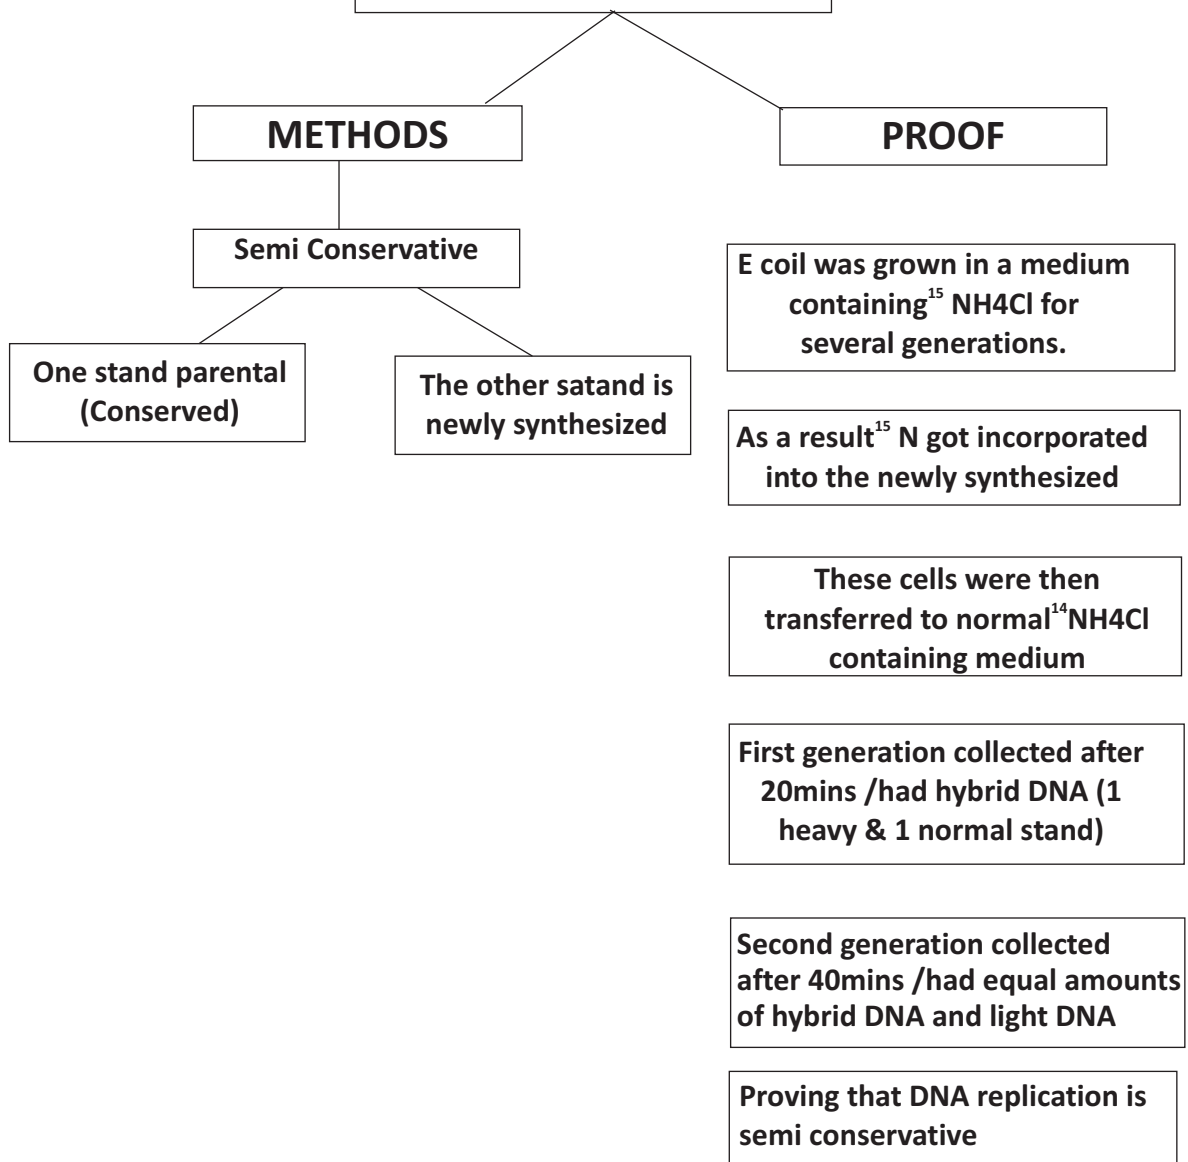 METHODS
PROOF
Semi Conservative
One stand parental
(Conserved)
The other satand is
newly synthesized
E coil was grown in a medium
containing¹⁵ NH4Cl for
several generations.
As a result¹⁵ N got incorporated
into the newly synthesized
These cells were then
transferred to normal¹⁴NH4Cl
containing medium
First generation collected after
20mins /had hybrid DNA (1
heavy & 1 normal stand)
Second generation collected
after 40mins /had equal amounts
of hybrid DNA and light DNA
Proving that DNA replication is
semi conservative